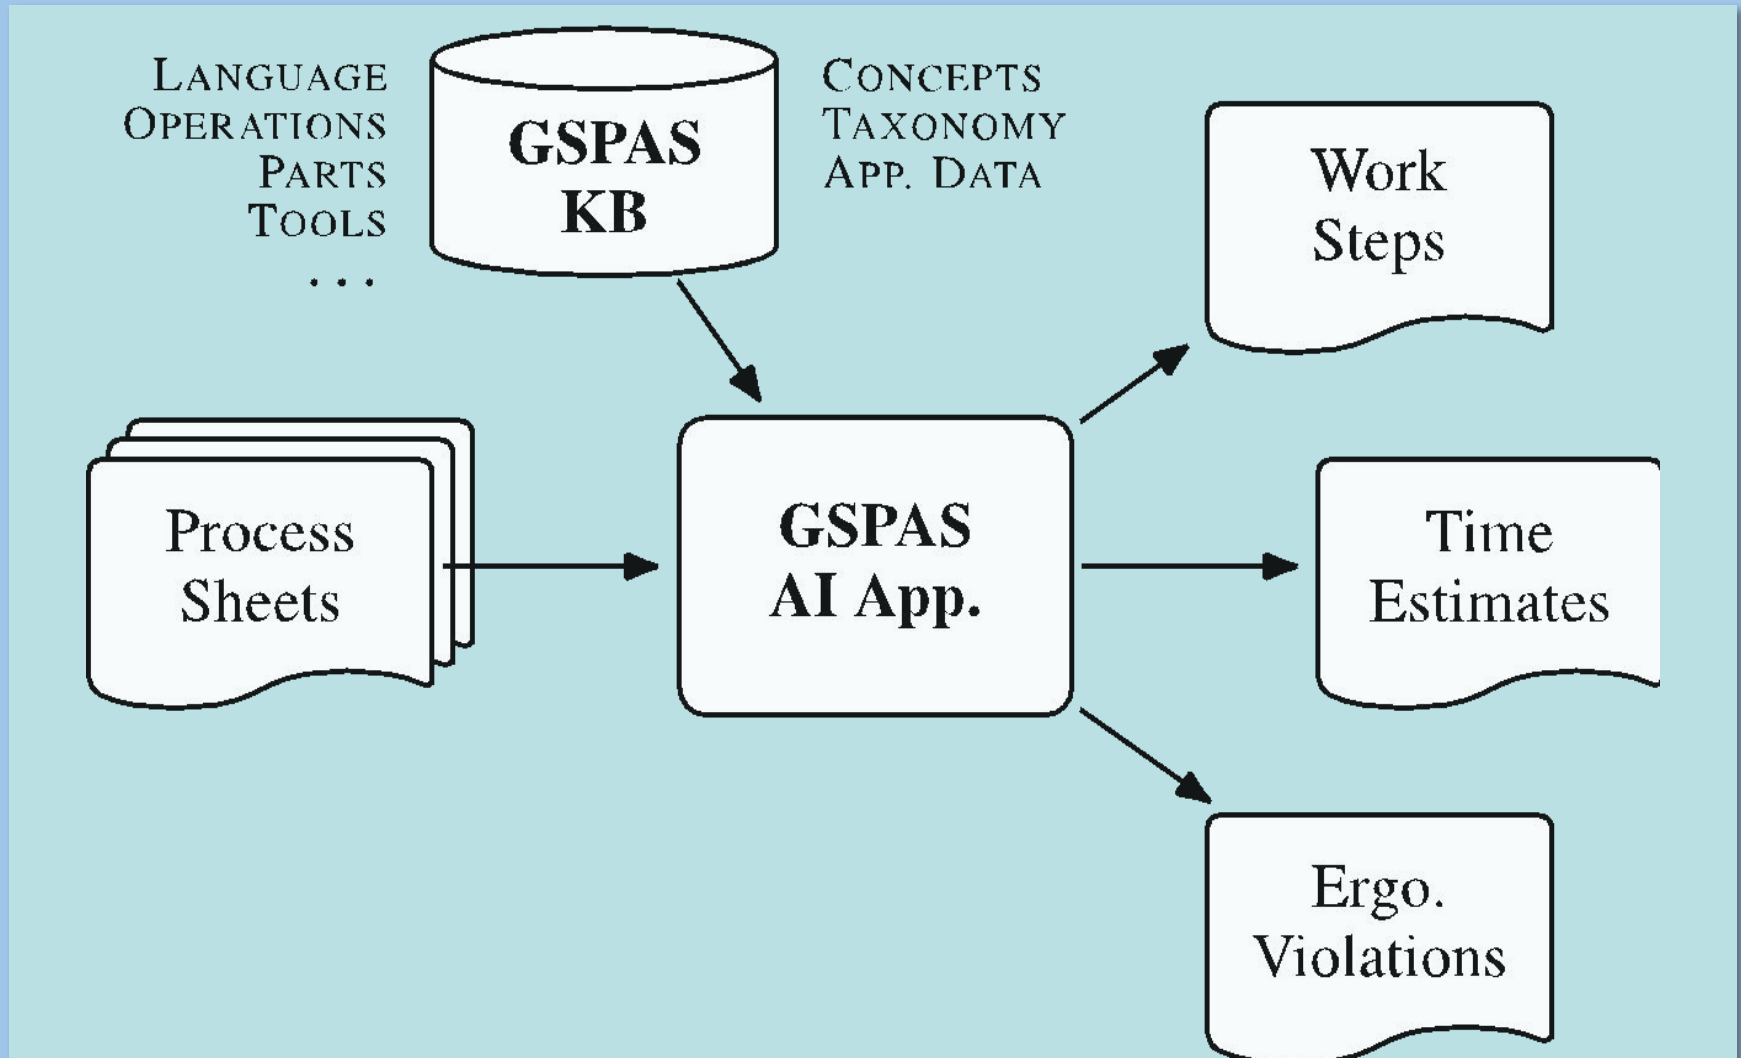 LANGUAGE
OPERATIONS
PARTS
TOOLS
...
GSPAS
KB
CONCEPTS
TAXONOMY
APP. DATA
Work
Steps
Process
Sheets
GSPAS
AI App.
Time
Estimates
Ergo.
Violations